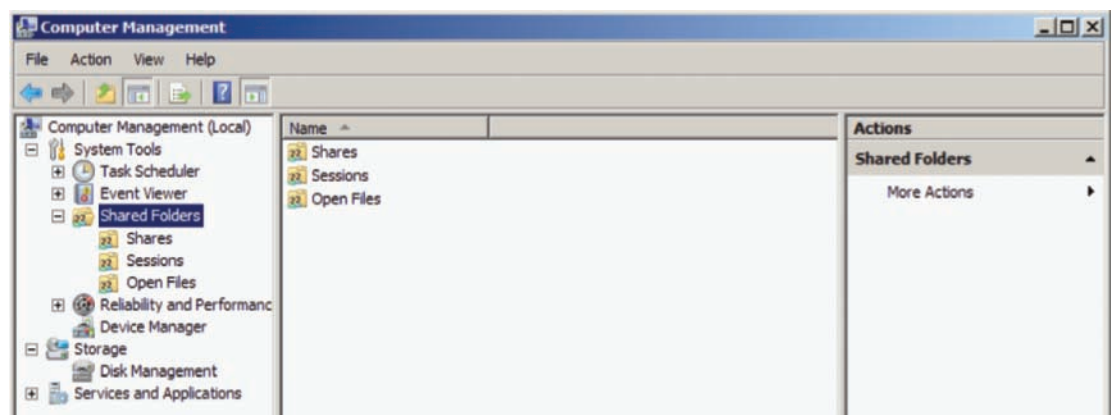 Computer Management
File Action View Help
Computer Management (Local)
System Tools
Task Scheduler
Event Viewer
Shared Folders
Shares
Sessions
Open Files
Reliability and Performanc
Device Manager
Storage
Disk Management
Services and Applications
Name
Shares
Sessions
Open Files
Actions
Shared Folders
More Actions